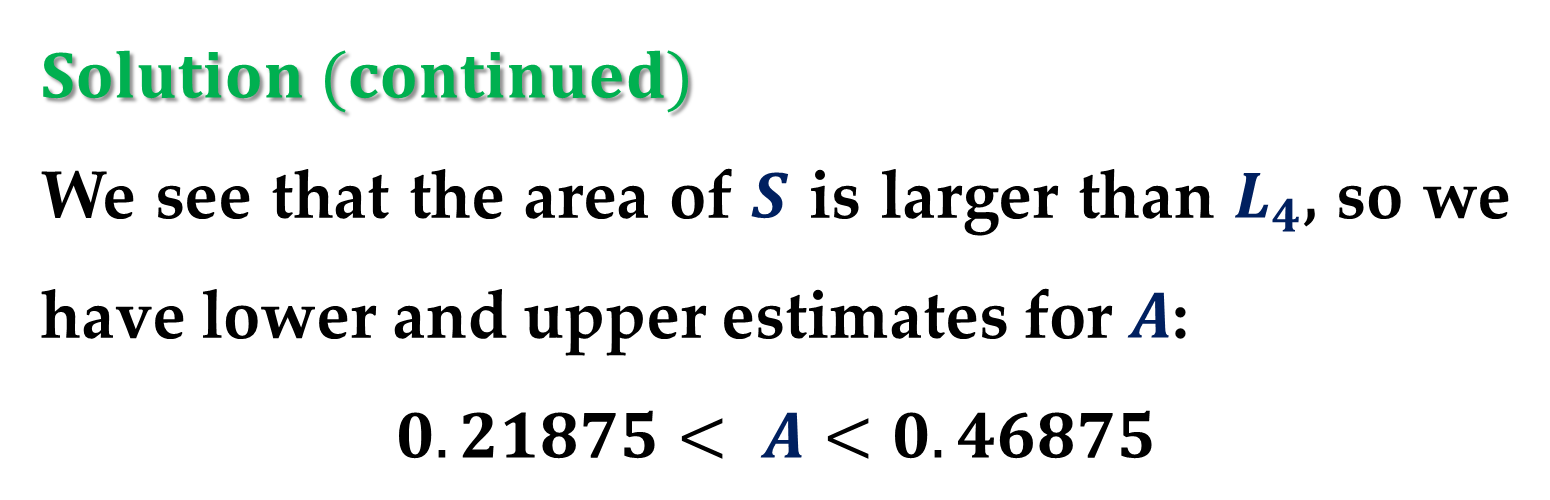 Solution (continued)
We see that the area of S is larger than L₄, so we
have lower and upper estimates for A:
0.21875 < A < 0.46875